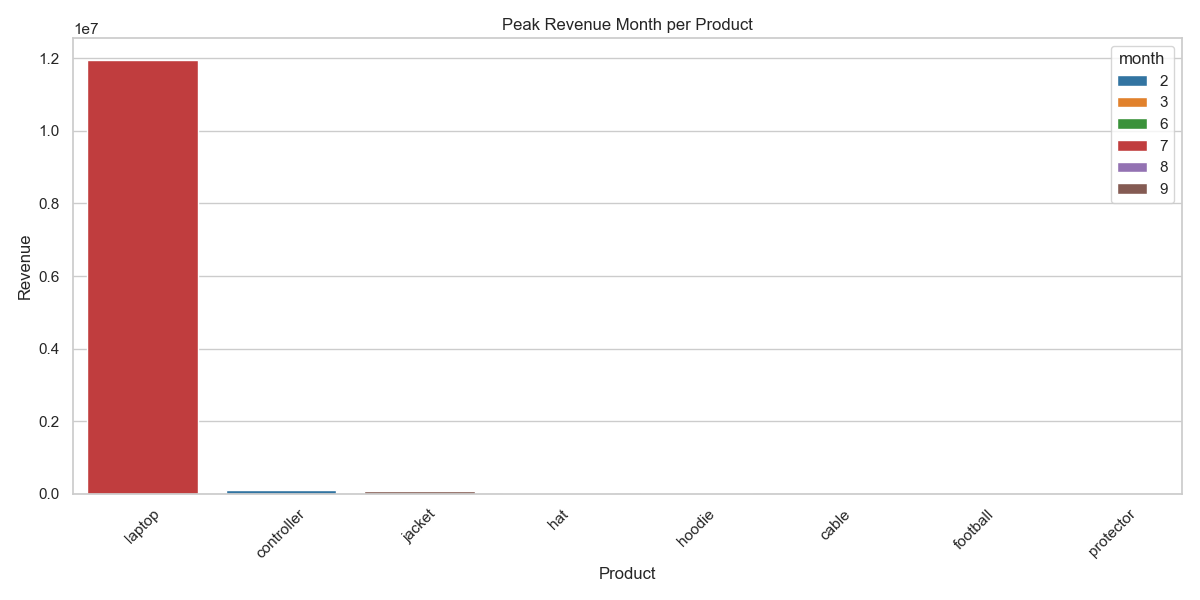 Peak Revenue Month per Product
1e7
1.2
1.0
0.8
0.6
0.4
0.2
0.0
Revenue
month
2
3
6
7
8
9
laptop
controller
jacket
hat
hoodie
cable
football
protector
Product